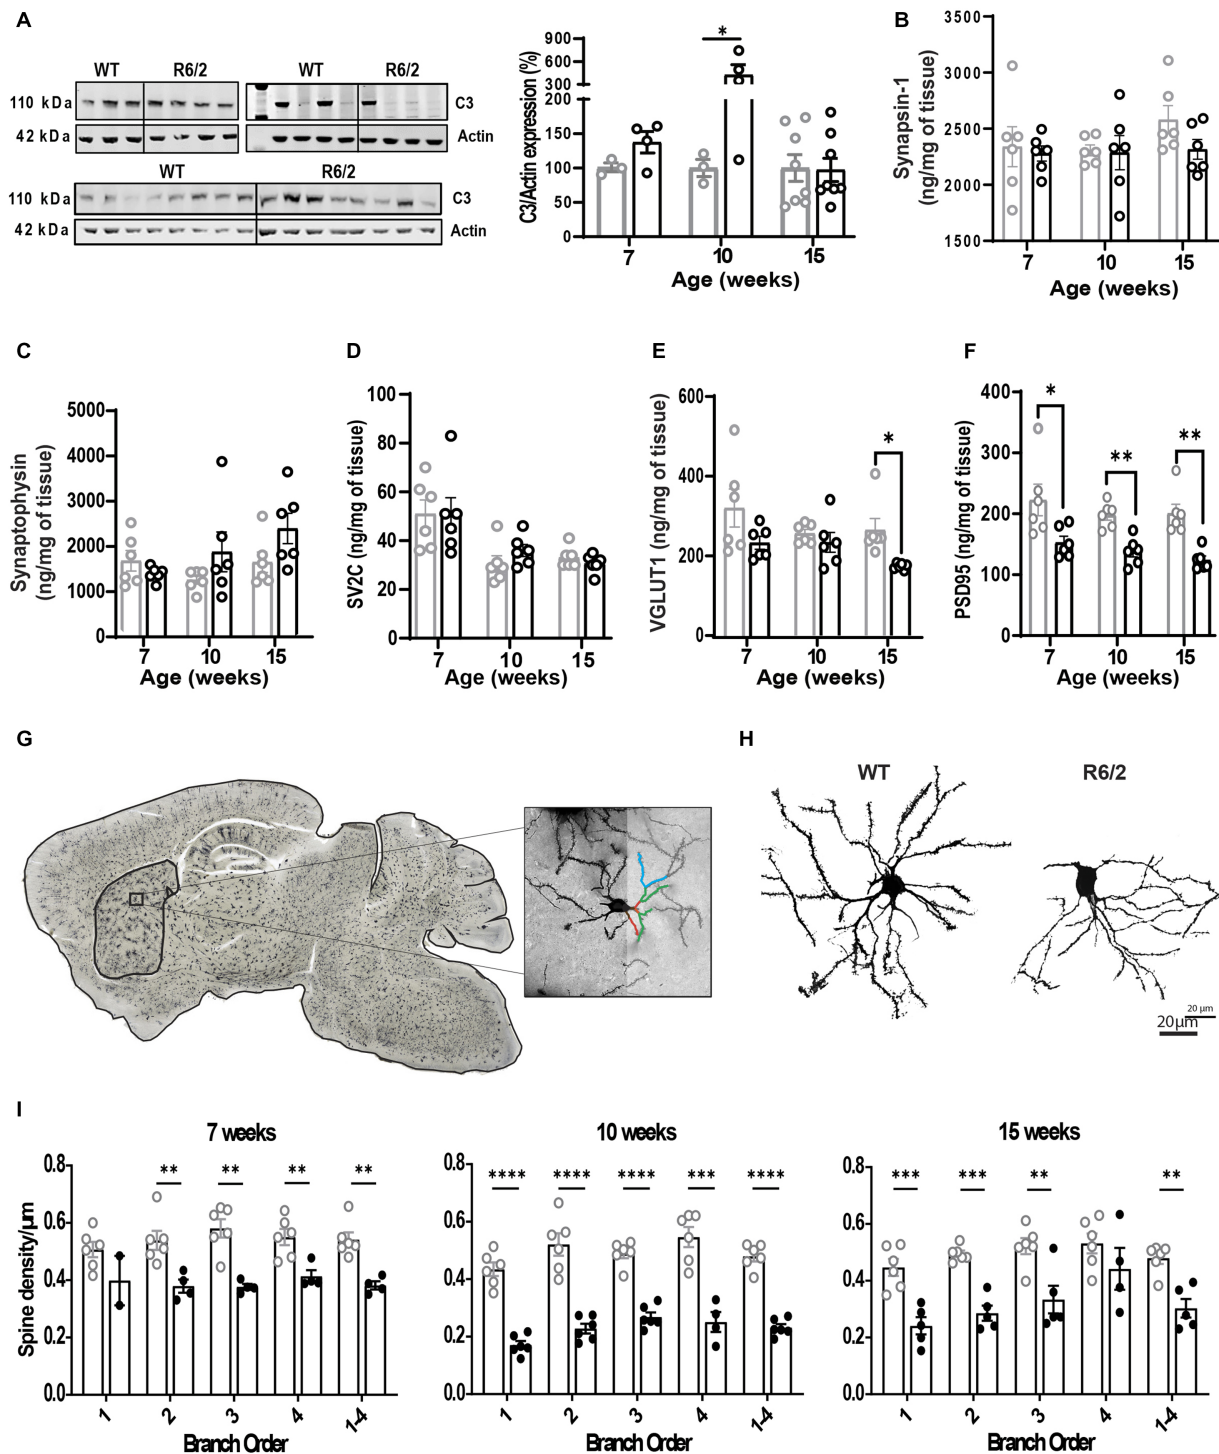 A
WT R6/2 WT R6/2
110 kDa C3
42 kDa Actin
WT R6/2
110 kDa C3
42 kDa Actin
C3/Actin expression (%)
900
600
300
200
150
100
50
0
*
7 10 15
Age (weeks)
B
Synapsin-1
(ng/mg of tissue)
3500
3000
2500
2000
1500
7 10 15
Age (weeks)
C
Synaptophysin
(ng/mg of tissue)
5000
4000
3000
2000
1000
0
7 10 15
Age (weeks)
D
SV2C (ng/mg of tissue)
100
80
60
40
20
0
7 10 15
Age (weeks)
E
VGLUT1 (ng/mg of tissue)
600
400
200
0
*
7 10 15
Age (weeks)
F
PSD95 (ng/mg of tissue)
400
300
200
100
0
* ** **
7 10 15
Age (weeks)
G
H
WT R6/2
20 µm
20µm
I
7 weeks
Spine density/µm
0.8
0.6
0.4
0.2
0.0
** ** ** **
1 2 3 4 1-4
Branch Order
10 weeks
0.8
0.6
0.4
0.2
0.0
**** **** **** *** ****
1 2 3 4 1-4
Branch Order
15 weeks
0.8
0.6
0.4
0.2
0.0
*** *** ** **
1 2 3 4 1-4
Branch Order